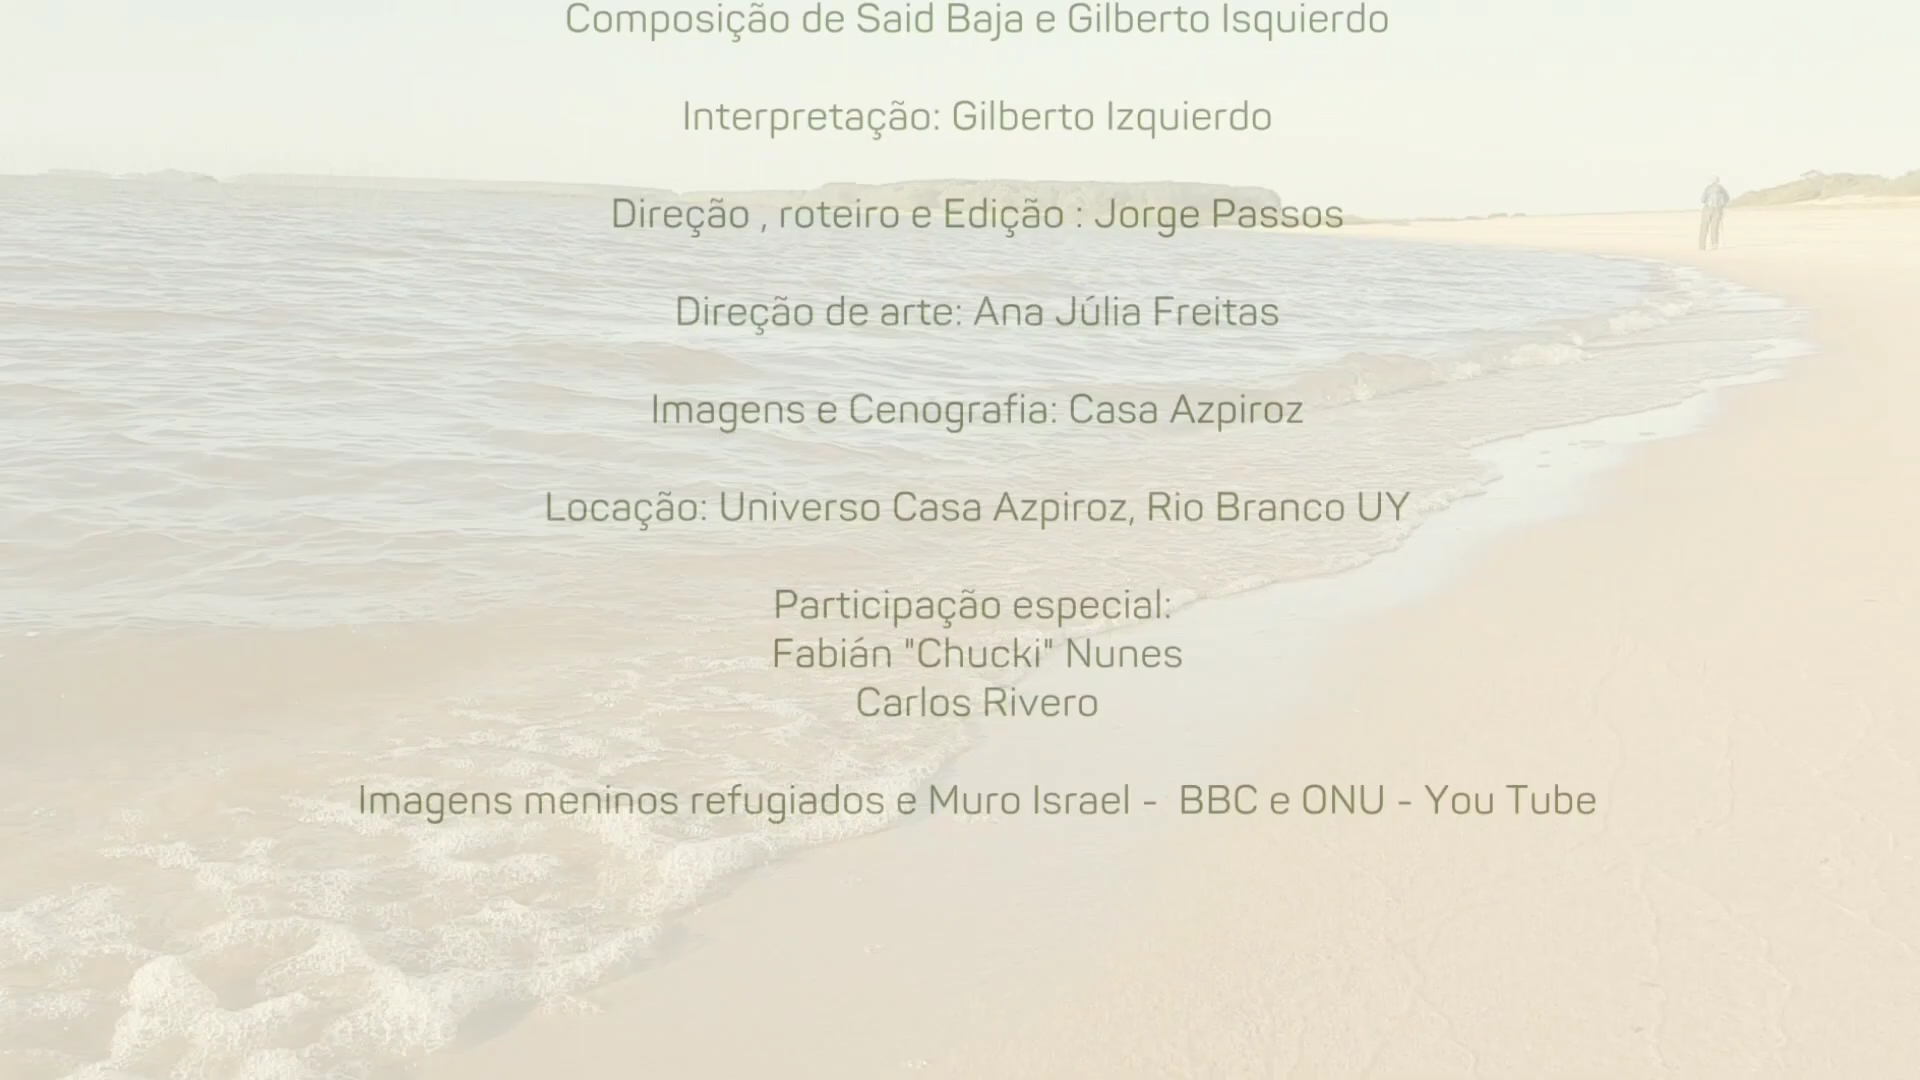 Composição de Said Baja e Gilberto Isquierdo
Interpretação: Gilberto Izquierdo
Direção , roteiro e Edição : Jorge Passos
Direção de arte: Ana Júlia Freitas
Imagens e Cenografia: Casa Azpiroz
Locação: Universo Casa Azpiroz, Rio Branco UY
Participação especial:
Fabián "Chucki" Nunes
Carlos Rivero
Imagens meninos refugiados e Muro Israel -  BBC e ONU - You Tube